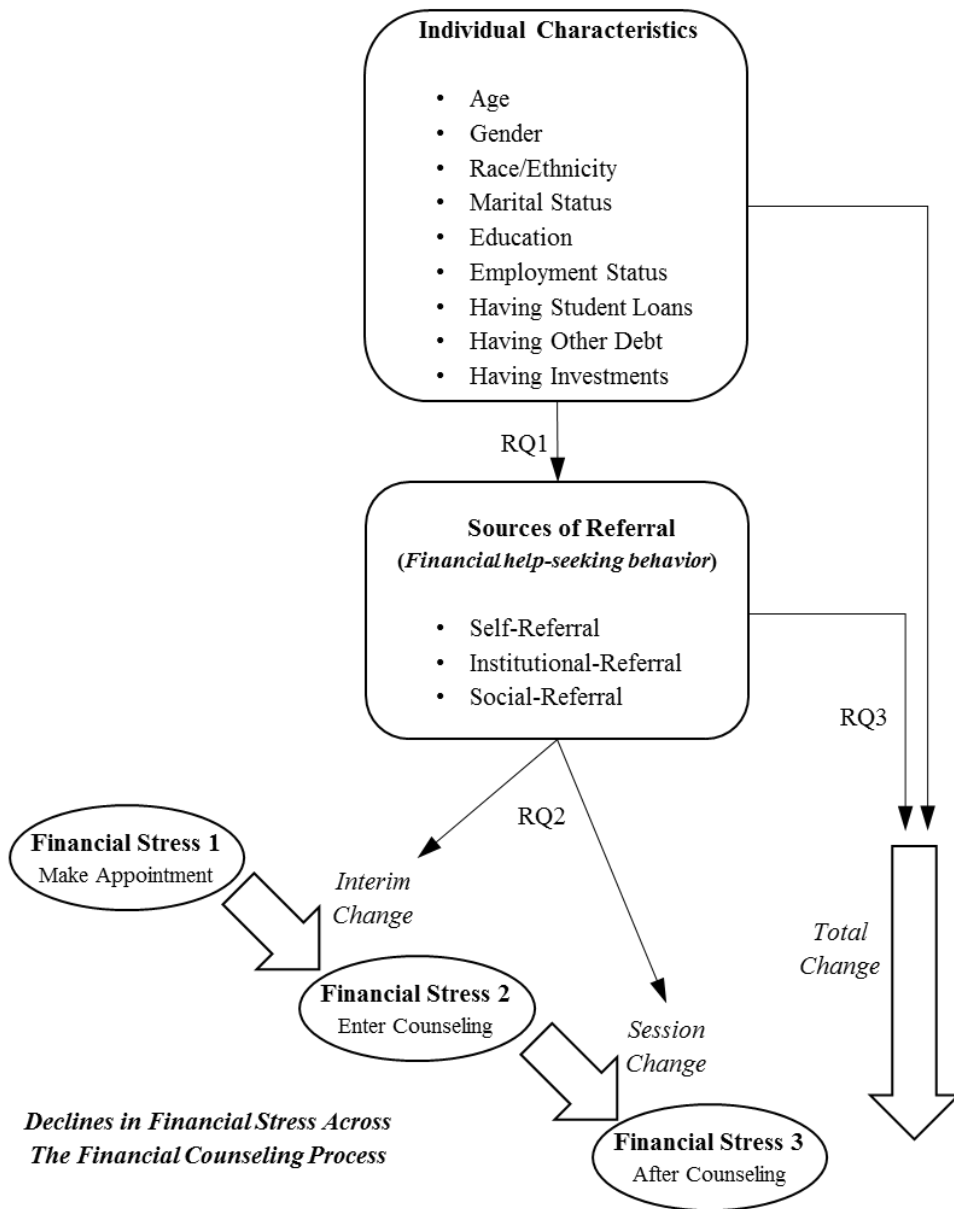 Individual Characteristics
• Age
• Gender
• Race/Ethnicity
• Marital Status
• Education
• Employment Status
• Having Student Loans
• Having Other Debt
• Having Investments
RQ1
Sources of Referral
(Financial help-seeking behavior)
• Self-Referral
• Institutional-Referral
• Social-Referral
RQ3
RQ2
Financial Stress 1
Make Appointment
Interim
Change
Total
Change
Financial Stress 2
Enter Counseling
Session
Change
Declines in Financial Stress Across
The Financial Counseling Process
Financial Stress 3
After Counseling